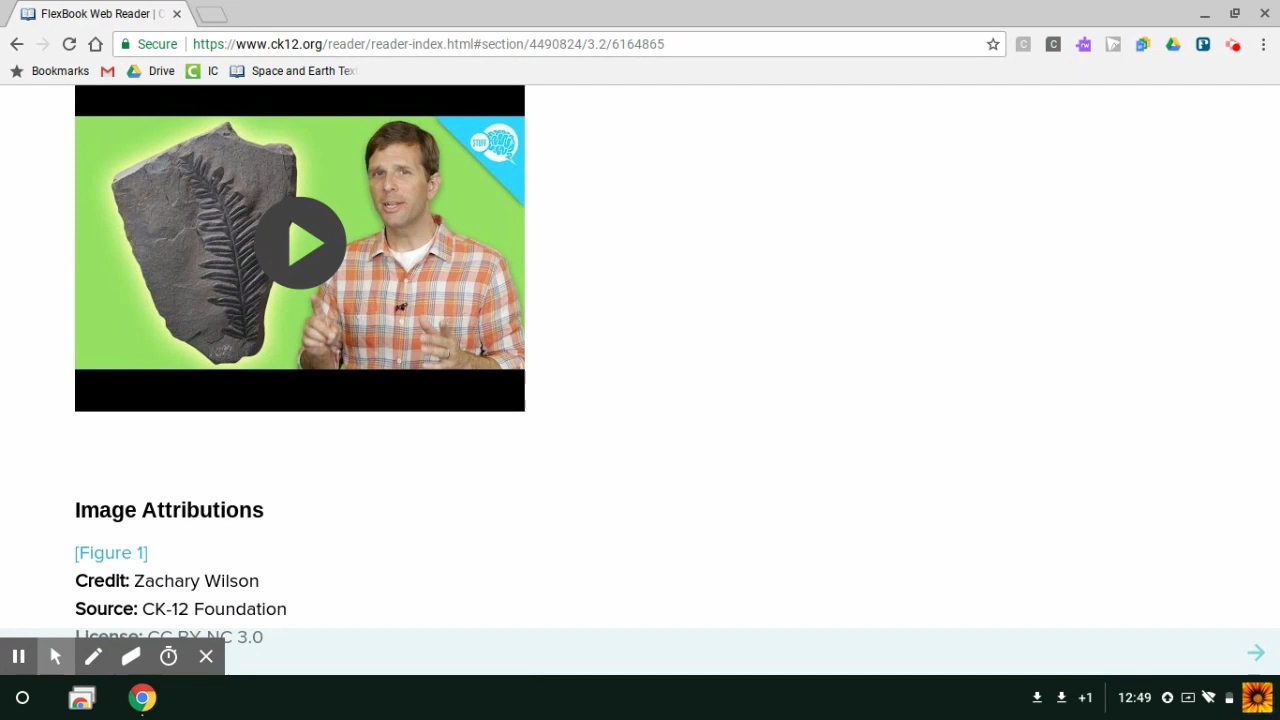 FlexBook Web Reader | C
Secure https://www.ck12.org/reader/reader-index.html#section/4490824/3.2/6164865
Bookmarks Drive IC Space and Earth Text
STUFF
Image Attributions
[Figure 1]
Credit: Zachary Wilson
Source: CK-12 Foundation
License: CC BY-NC 3.0
+1 12:49